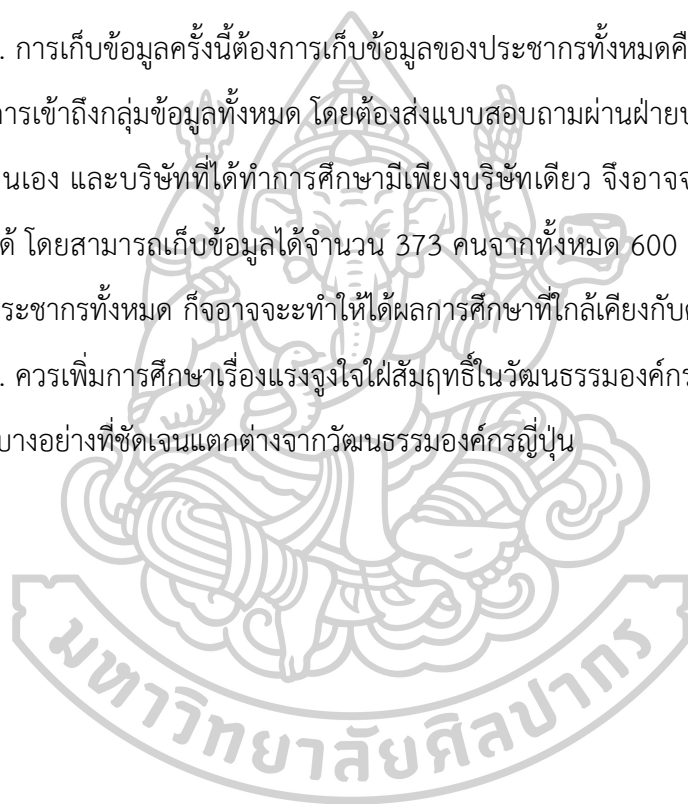 . การเก็บข้อมูลครั้งนี้ต้องการเก็บข้อมูลของประชากรทั้งหมดคือ
การเข้าถึงกลุ่มข้อมูลทั้งหมด โดยต้องส่งแบบสอบถามผ่านฝ่าย
นเอง และบริษัทที่ได้ทำการศึกษามีเพียงบริษัทเดียว จึงอาจ
ด้ โดยสามารถเก็บข้อมูลได้จำนวน 373 คนจากทั้งหมด 600
ระชากรทั้งหมด ก็จอาจจะะทำให้ได้ผลการศึกษาที่ใกล้เคียงกับ
. ควรเพิ่มการศึกษาเรื่องแรงจูงใจใฝ่สัมฤทธิ์ในวัฒนธรรมองค์กร
บางอย่างที่ชัดเจนแตกต่างจากวัฒนธรรมองค์กรญี่ปุ่น
มหาวิทยาลัยศิลปากร